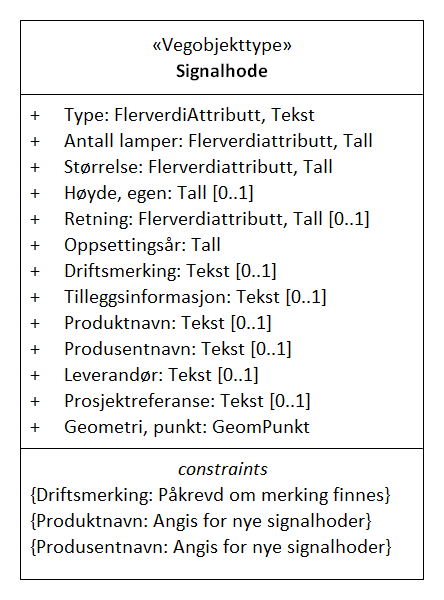 «Vegobjekttype»
Signalhode
+ Type: FlerverdiAttributt, Tekst
+ Antall lamper: Flerverdiattributt, Tall
+ Størrelse: Flerverdiattributt, Tall
+ Høyde, egen: Tall [0..1]
+ Retning: Flerverdiattributt, Tall [0..1]
+ Oppsettingsår: Tall
+ Driftsmerking: Tekst [0..1]
+ Tilleggsinformasjon: Tekst [0..1]
+ Produktnavn: Tekst [0..1]
+ Produsentnavn: Tekst [0..1]
+ Leverandør: Tekst [0..1]
+ Prosjektreferanse: Tekst [0..1]
+ Geometri, punkt: GeomPunkt
constraints
{Driftsmerking: Påkrevd om merking finnes}
{Produktnavn: Angis for nye signalhoder}
{Produsentnavn: Angis for nye signalhoder}